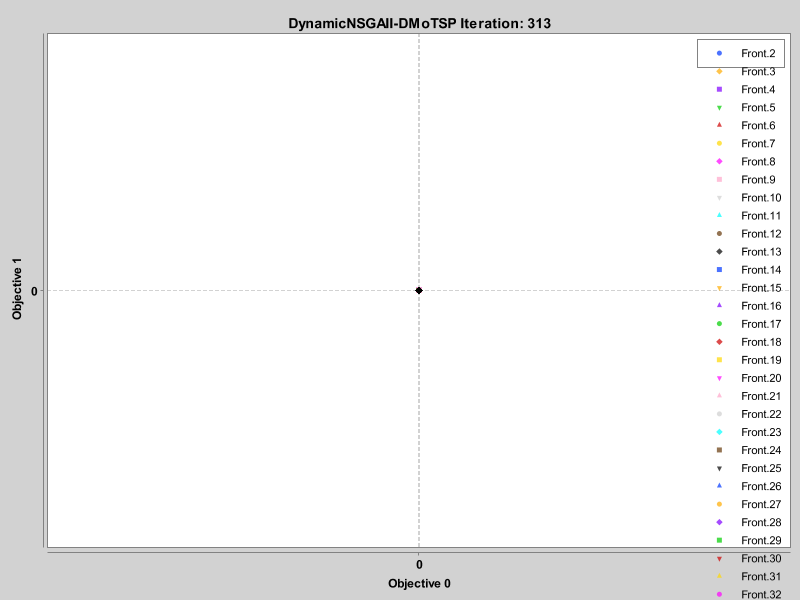 DynamicNSGAII-DMoTSP Iteration: 313
Front.2
Front.3
Front.4
Front.5
Front.6
Front.7
Front.8
Front.9
Front.10
Front.11
Front.12
Front.13
Front.14
Front.15
Front.16
Front.17
Front.18
Front.19
Front.20
Front.21
Front.22
Front.23
Front.24
Front.25
Front.26
Front.27
Front.28
Front.29
Front.30
Front.31
Front.32
Objective 1
0
0
Objective 0